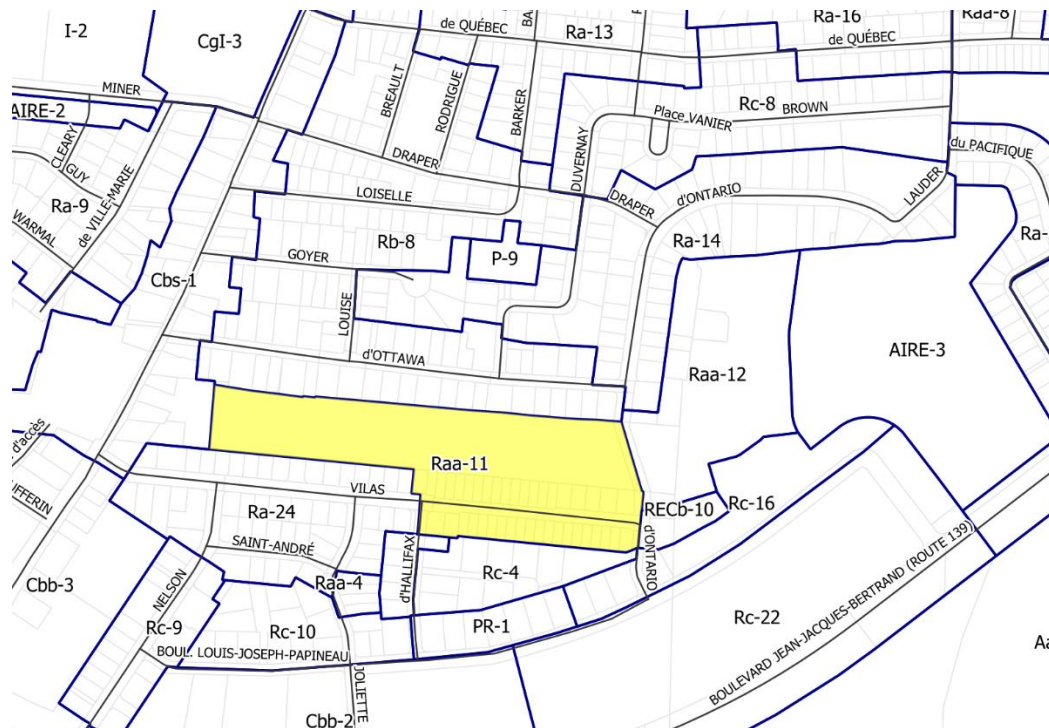 I-2
CgI-3
de QUÉBEC
Ra-13
Ra-16
Raa-8
de QUÉBEC
MINER
AIRE-2
BREAULT
RODRIGUE
BARKER
Rc-8
BROWN
Place VANIER
CLEARY
GUY
DRAPER
DUVERNAY
du PACIFIQUE
Ra-9
de VILLE-MARIE
LOISELLE
DRAPER
d'ONTARIO
LAUDER
WARMAL
Rb-8
Ra-14
Ra-
GOYER
P-9
Cbs-1
LOUISE
d'OTTAWA
Raa-12
AIRE-3
d'accès
Raa-11
UFFERIN
VILAS
Ra-24
RECb-10
Rc-16
SAINT-ANDRÉ
d'HALLIFAX
d'ONTARIO
Cbb-3
NELSON
Raa-4
Rc-4
Rc-9
Rc-10
PR-1
Rc-22
BOUL. LOUIS-JOSEPH-PAPINEAU
BOULEVARD JEAN-JACQUES-BERTRAND (ROUTE 139)
Aa
JOLIETTE
Cbb-2